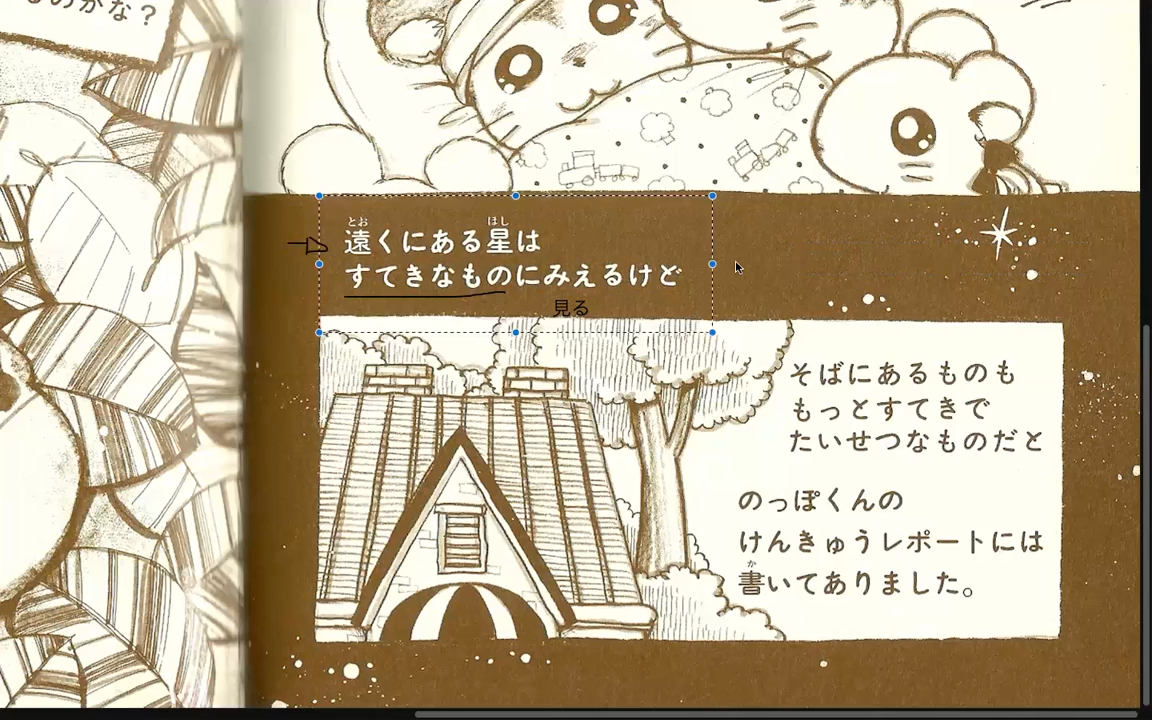 かな？
遠くにある星は
とお
ほし
すてきなものにみえるけど
見る
そばにあるものも
もっとすてきで
たいせつなものだと
のっぽくんの
けんきゅうレポートには
書いてありました。
か